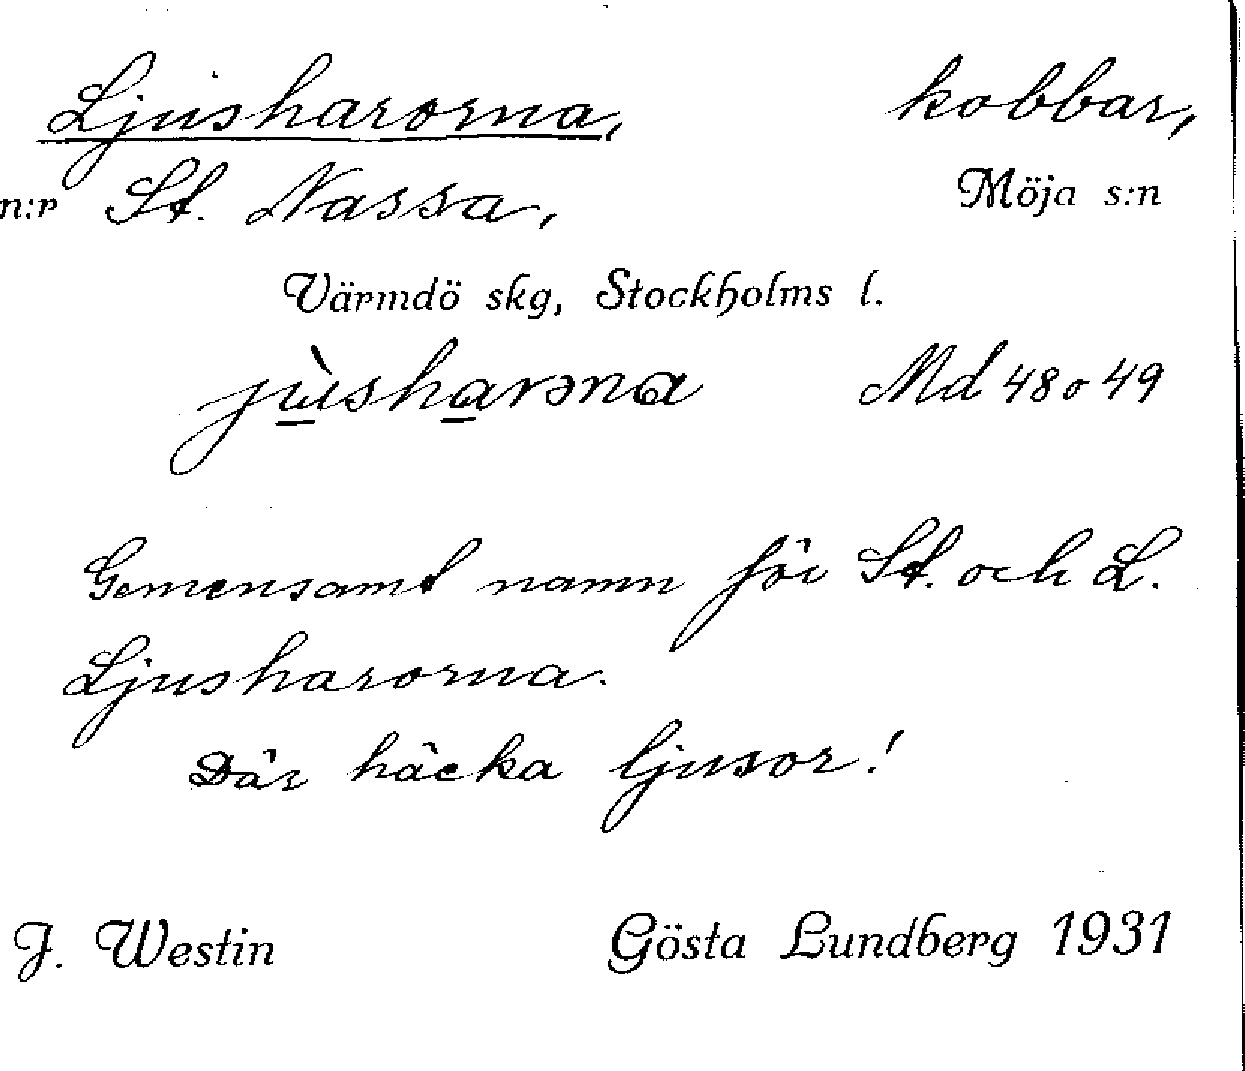 Ljusharorna, kobbar,
n:r St. Nassa, Möja s:n
Värmdö skg, Stockholms l.
jùsharəna Md 48 o 49
Gemensamt namn för St. och L.
Ljusharorna.
Där häcka ljusor!
J. Westin Gösta Lundberg 1931